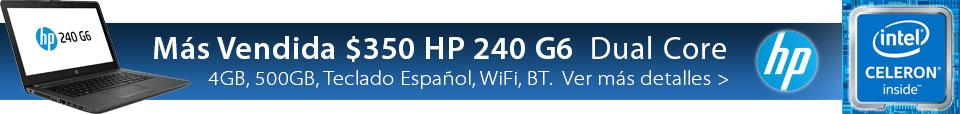 hp 240 G6
Más Vendida $350 HP 240 G6 Dual Core
4GB, 500GB, Teclado Español, WiFi, BT. Ver más detalles >
hp
intel
CELERON
inside™